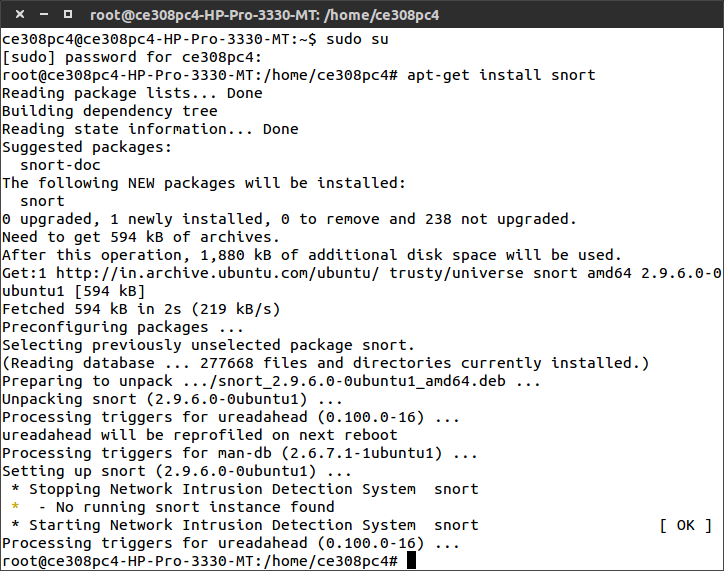 root@ce308pc4-HP-Pro-3330-MT: /home/ce308pc4
ce308pc4@ce308pc4-HP-Pro-3330-MT:~$ sudo su
[sudo] password for ce308pc4:
root@ce308pc4-HP-Pro-3330-MT:/home/ce308pc4# apt-get install snort
Reading package lists... Done
Building dependency tree
Reading state information... Done
Suggested packages:
  snort-doc
The following NEW packages will be installed:
  snort
0 upgraded, 1 newly installed, 0 to remove and 238 not upgraded.
Need to get 594 kB of archives.
After this operation, 1,880 kB of additional disk space will be used.
Get:1 http://in.archive.ubuntu.com/ubuntu/ trusty/universe snort amd64 2.9.6.0-0
ubuntu1 [594 kB]
Fetched 594 kB in 2s (219 kB/s)
Preconfiguring packages ...
Selecting previously unselected package snort.
(Reading database ... 277668 files and directories currently installed.)
Preparing to unpack .../snort_2.9.6.0-0ubuntu1_amd64.deb ...
Unpacking snort (2.9.6.0-0ubuntu1) ...
Processing triggers for ureadahead (0.100.0-16) ...
ureadahead will be reprofiled on next reboot
Processing triggers for man-db (2.6.7.1-1ubuntu1) ...
Setting up snort (2.9.6.0-0ubuntu1) ...
 * Stopping Network Intrusion Detection System  snort
 *  - No running snort instance found
 * Starting Network Intrusion Detection System  snort                    [ OK ]
Processing triggers for ureadahead (0.100.0-16) ...
root@ce308pc4-HP-Pro-3330-MT:/home/ce308pc4#